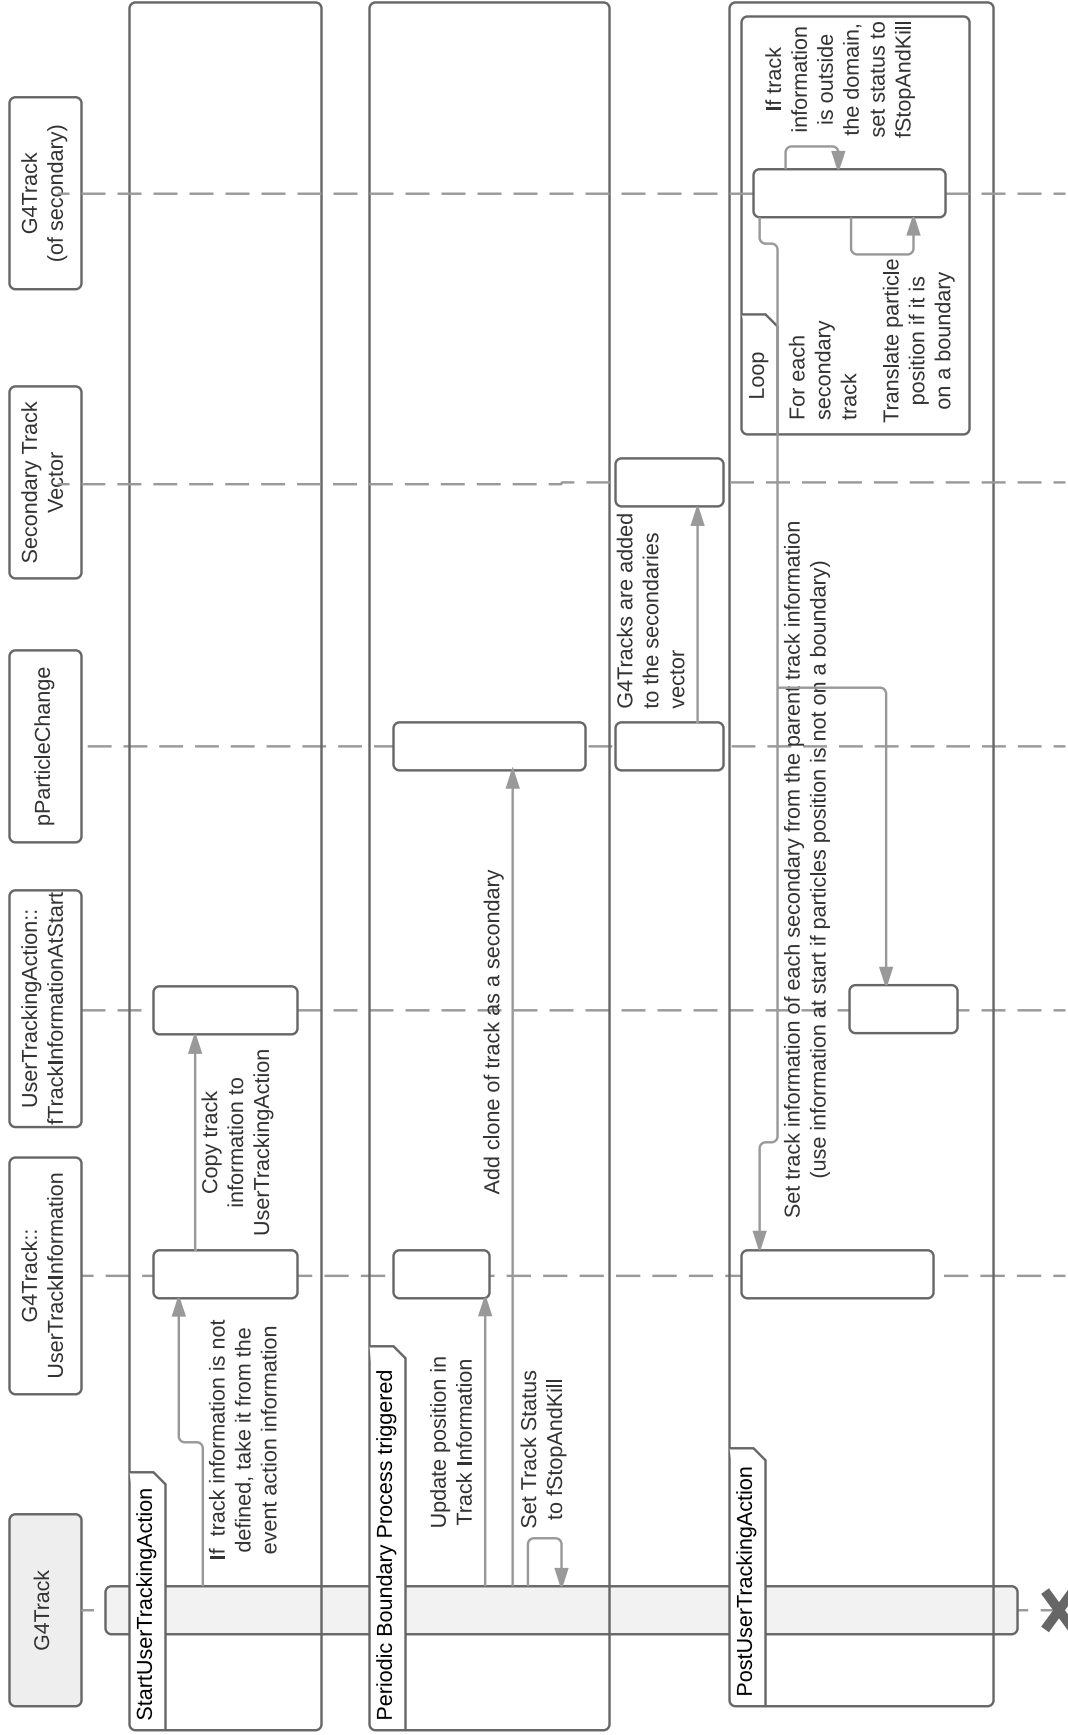 G4Track
G4Track::
UserTrackInformation
UserTrackingAction::
fTrackInformationAtStart
pParticleChange
Secondary Track
Vector
G4Track
(of secondary)
StartUserTrackingAction
If track information is not
defined, take it from the
event action information
Copy track
information to
UserTrackingAction
Periodic Boundary Process triggered
Update position in
Track Information
Add clone of track as a secondary
Set Track Status
to fStopAndKill
G4Tracks are added
to the secondaries
vector
PostUserTrackingAction
Loop
For each
secondary
track
If track
information
is outside
the domain,
set status to
fStopAndKill
Translate particle
position if it is
on a boundary
Set track information of each secondary from the parent track information
(use information at start if particles position is not on a boundary)